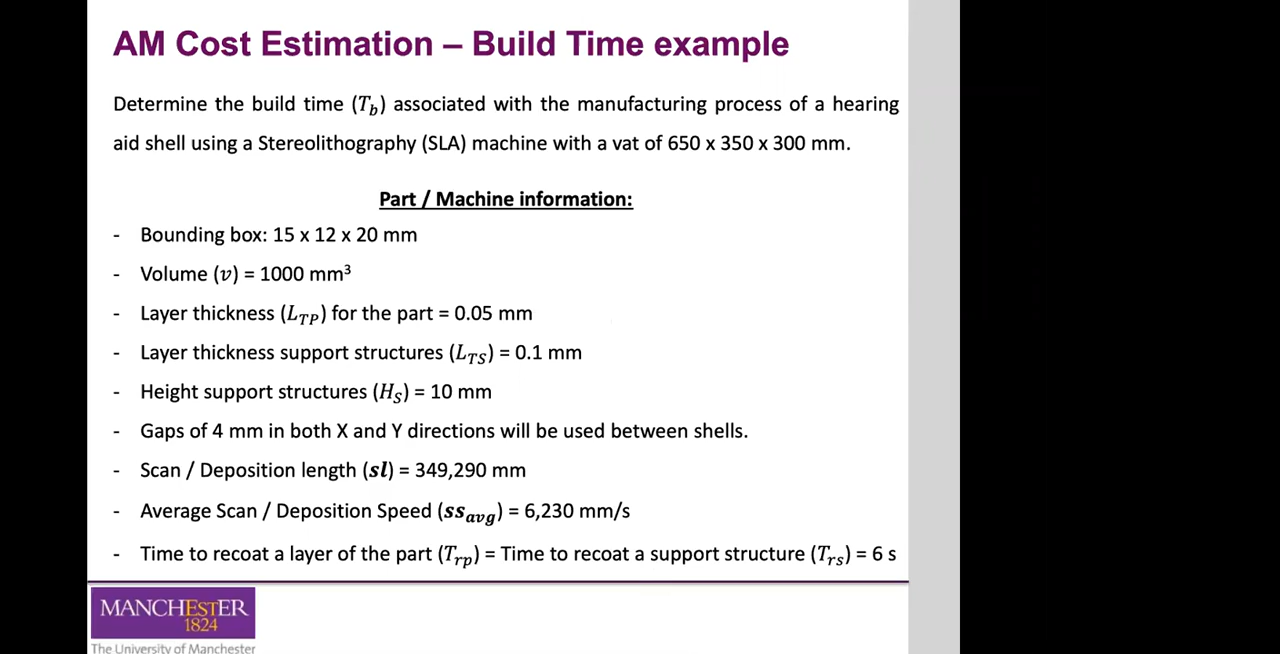 AM Cost Estimation – Build Time example
Determine the build time (T_b) associated with the manufacturing process of a hearing
aid shell using a Stereolithography (SLA) machine with a vat of 650 x 350 x 300 mm.
Part / Machine information:
- Bounding box: 15 x 12 x 20 mm
- Volume (v) = 1000 mm³
- Layer thickness (L_TP) for the part = 0.05 mm
- Layer thickness support structures (L_TS) = 0.1 mm
- Height support structures (H_S) = 10 mm
- Gaps of 4 mm in both X and Y directions will be used between shells.
- Scan / Deposition length (sl) = 349,290 mm
- Average Scan / Deposition Speed (ss_avg) = 6,230 mm/s
- Time to recoat a layer of the part (T_rp) = Time to recoat a support structure (T_rs) = 6 s
MANCHESTER
1824
The University of Manchester